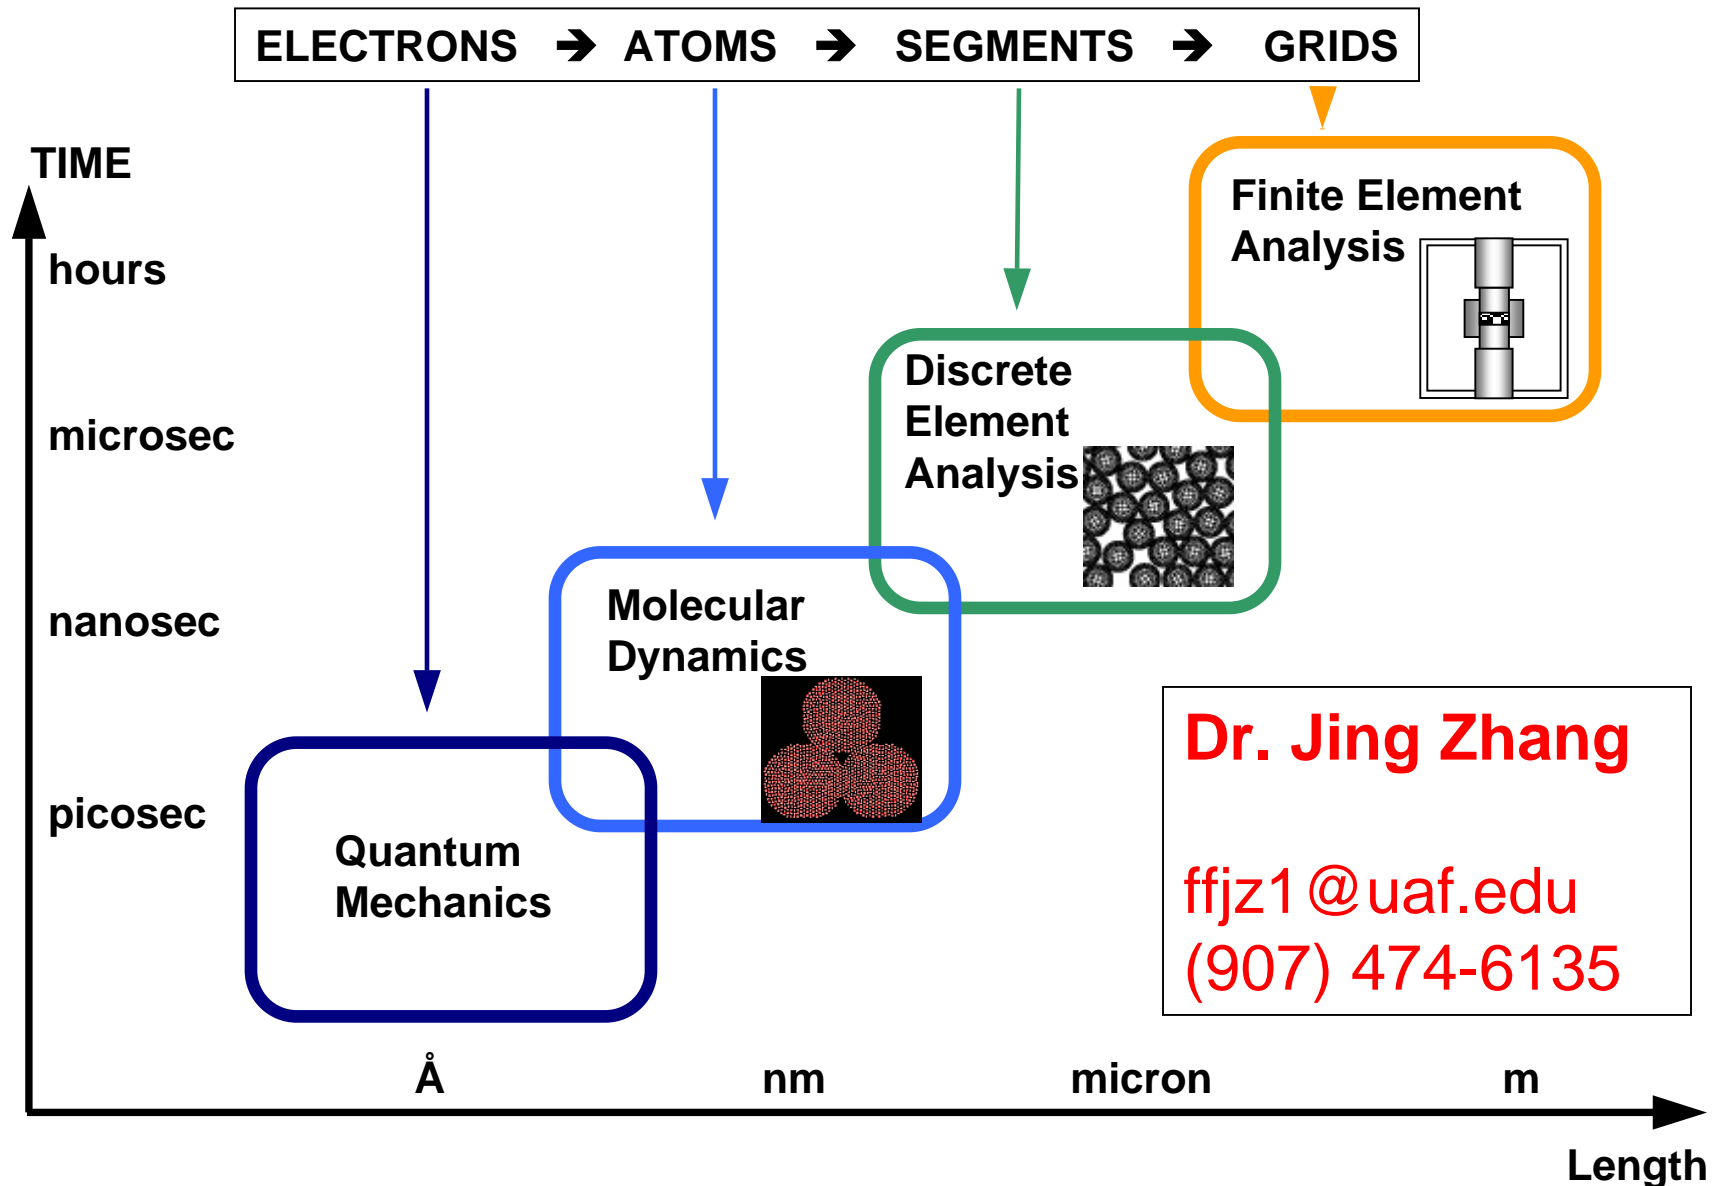 ELECTRONS → ATOMS → SEGMENTS → GRIDS
TIME
hours
microsec
nanosec
picosec
Finite Element
Analysis
Discrete
Element
Analysis
Molecular
Dynamics
Quantum
Mechanics
Dr. Jing Zhang
ffjz1@uaf.edu
(907) 474-6135
Å nm micron m
Length